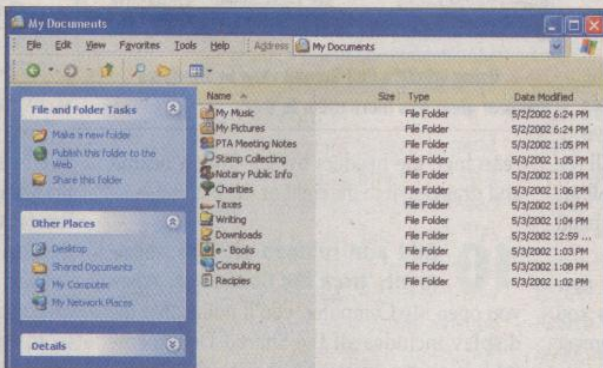 My Documents
File Edit View Favorites Tools Help Address My Documents
Name Size Type Date Modified
File and Folder Tasks
Make a new folder
Publish this folder to the
Web
Share this folder
Other Places
Desktop
Shared Documents
My Computer
My Network Places
Details
My Music File Folder 5/2/2002 6:24 PM
My Pictures File Folder 5/2/2002 6:24 PM
PTA Meeting Notes File Folder 5/3/2002 1:05 PM
Stamp Collecting File Folder 5/3/2002 1:05 PM
Notary Public Info File Folder 5/3/2002 1:08 PM
Charities File Folder 5/3/2002 1:06 PM
Taxes File Folder 5/3/2002 1:04 PM
Writing File Folder 5/3/2002 1:04 PM
Downloads File Folder 5/3/2002 12:59 ...
e - Books File Folder 5/3/2002 1:03 PM
Consulting File Folder 5/3/2002 1:08 PM
Recipies File Folder 5/3/2002 1:02 PM